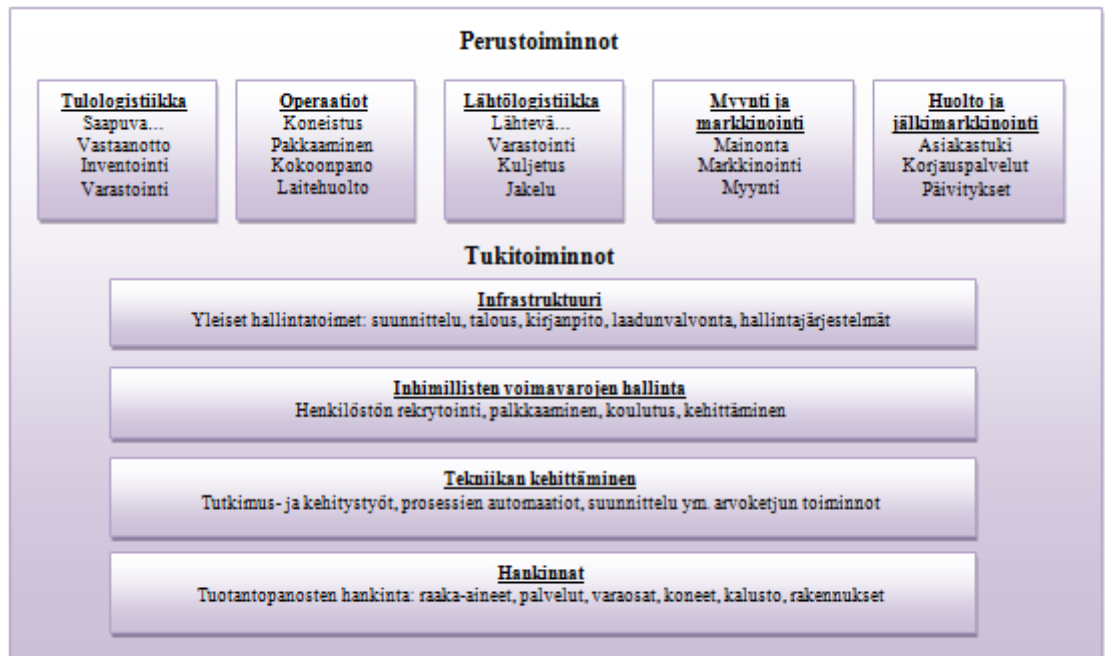 Perustoiminnot
Tulologistiikka
Saapuva...
Vastaanotto
Inventointi
Varastointi
Operaatiot
Koneistus
Pakkaaminen
Kokoonpano
Laitehuolto
Lähtölogistiikka
Lähtevä...
Varastointi
Kuljetus
Jakelu
Myynti ja
markkinointi
Mainonta
Markkinointi
Myynti
Huolto ja
jälkimarkkinointi
Asiakastuki
Korjauspalvelut
Päivitykset
Tukitoiminnot
Infrastruktuuri
Yleiset hallintatoimet: suunnittelu, talous, kirjanpito, laadunvalvonta, hallintajärjestelmät
Inhimillisten voimavarojen hallinta
Henkilöstön rekrytointi, palkkaaminen, koulutus, kehittäminen
Tekniikan kehittäminen
Tutkimus- ja kehitystyöt, prosessien automaatiot, suunnittelu ym. arvoketjun toiminnot
Hankinnat
Tuotantopanosten hankinta: raaka-aineet, palvelut, varaosat, koneet, kalusto, rakennukset